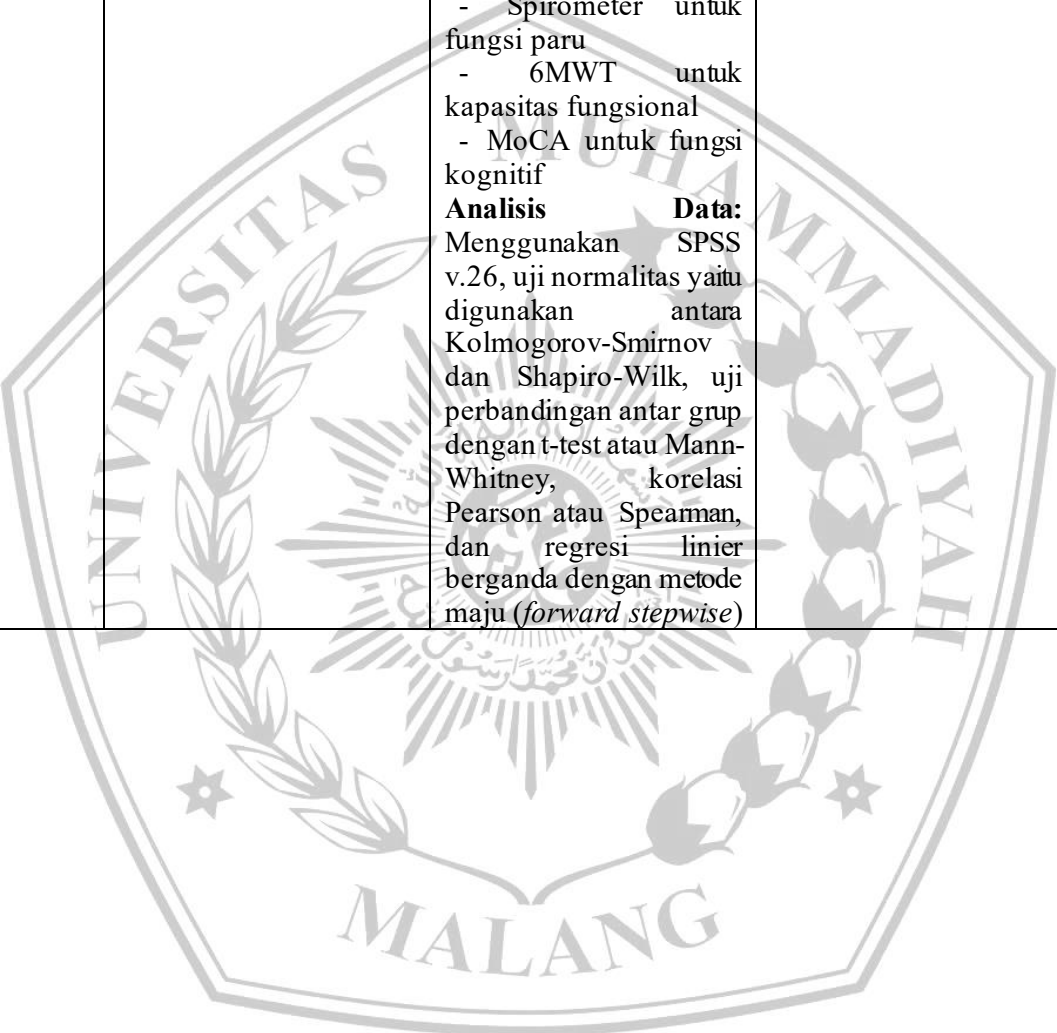 - Spirometer untuk
fungsi paru
- 6MWT untuk
kapasitas fungsional
- MoCA untuk fungsi
kognitif
Analisis Data:
Menggunakan SPSS
v.26, uji normalitas yaitu
digunakan antara
Kolmogorov-Smirnov
dan Shapiro-Wilk, uji
perbandingan antar grup
dengan t-test atau Mann-
Whitney, korelasi
Pearson atau Spearman,
dan regresi linier
berganda dengan metode
maju (forward stepwise)
UNIVERSITAS MUHAMMADIYAH
MALANG